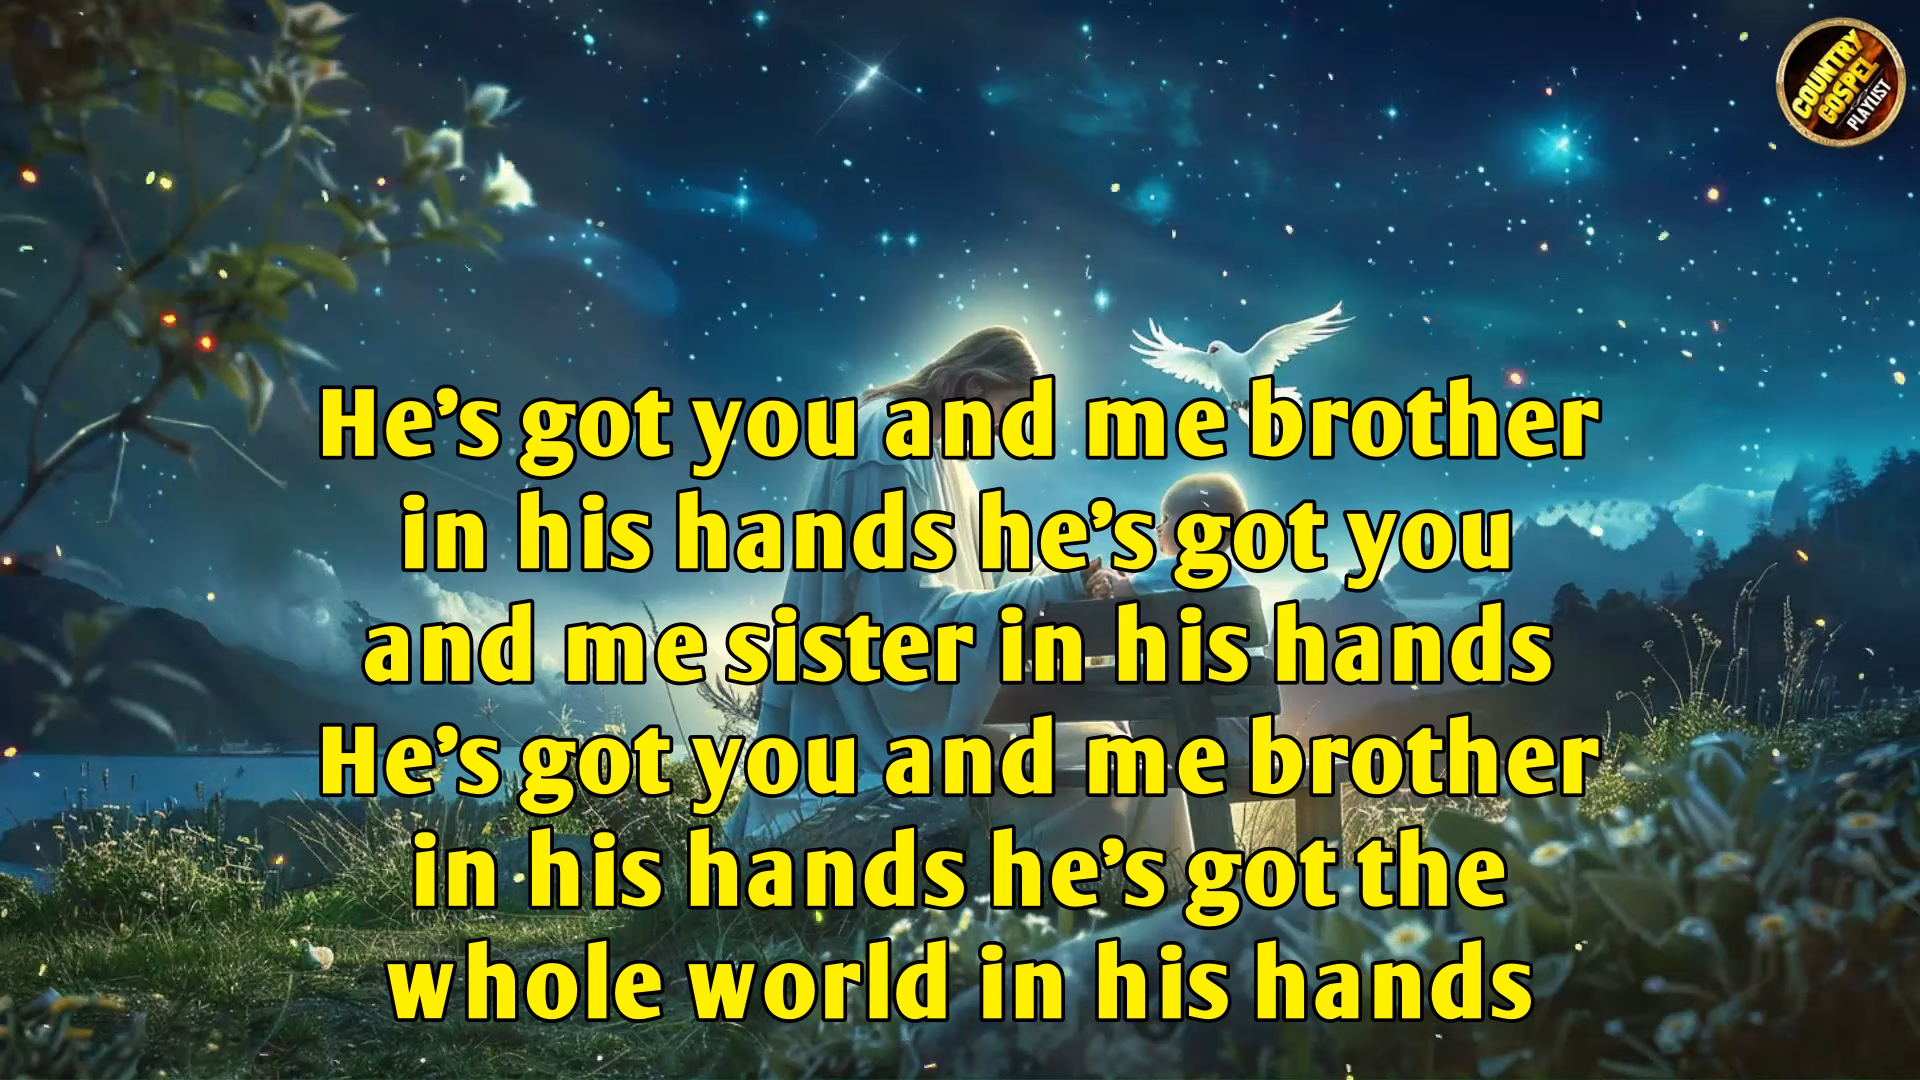 COUNTRY
GOSPEL
PLAYLIST
He's got you and me brother
in his hands he's got you
and me sister in his hands
He's got you and me brother
in his hands he's got the
whole world in his hands